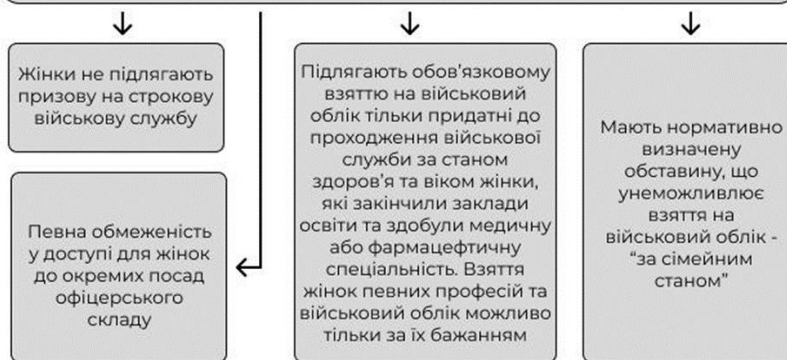 Жінки не підлягають
призову на строкову
військову службу
Певна обмеженість
у доступі для жінок
до окремих посад
офіцерського
складу
Підлягають обов’язковому
взяттю на військовий
облік тільки придатні до
проходження військової
служби за станом
здоров’я та віком жінки,
які закінчили заклади
освіти та здобули медичну
або фармацефтичну
спеціальність. Взяття
жінок певних професій та
військовий облік можливо
тільки за їх бажанням
Мають нормативно
визначену
обставину, що
унеможливлює
взяття на
військовий облік -
“за сімейним
станом”